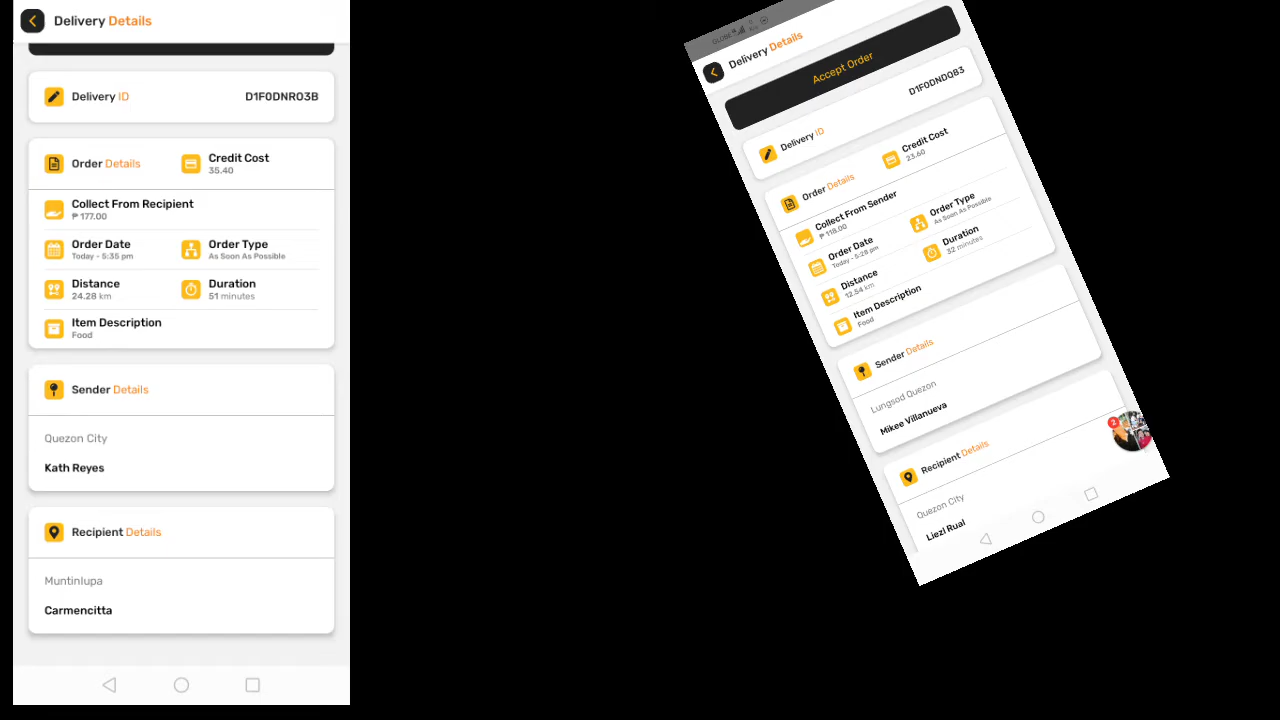 Delivery Details
Delivery ID
D1F0DNRO3B
Order Details
Credit Cost
35.40
Collect From Recipient
₱ 177.00
Order Date
Today - 5:35 pm
Order Type
As Soon As Possible
Distance
24.28 km
Duration
51 minutes
Item Description
Food
Sender Details
Quezon City
Kath Reyes
Recipient Details
Muntinlupa
Carmencitta
GLOBE
Delivery Details
Accept Order
Delivery ID
D1F0DNDQB3
Order Details
Credit Cost
23.60
Collect From Sender
₱ 118.00
Order Date
Today - 5:28 pm
Order Type
As Soon As Possible
Distance
12.54 km
Duration
32 minutes
Item Description
Food
Sender Details
Lungsod Quezon
Mikee Villanueva
Recipient Details
Quezon City
Liezl Rual
2